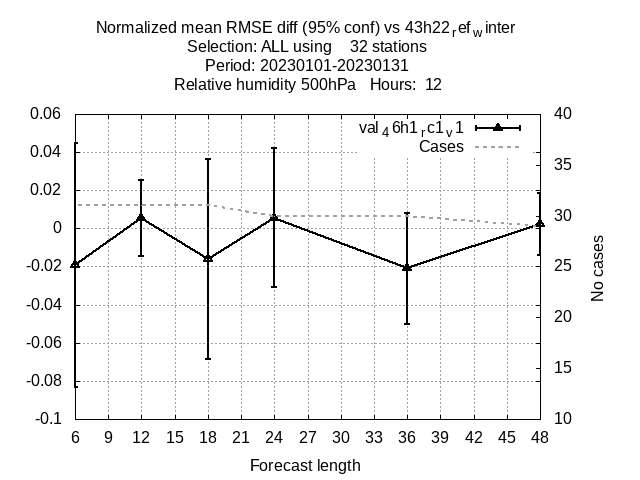 Normalized mean RMSE diff (95% conf) vs 43h22refwinter
Selection: ALL using 32 stations
Period: 20230101-20230131
Relative humidity 500hPa Hours: 12
val46h1rc1v1
Cases
0.06
0.04
0.02
0
-0.02
-0.04
-0.06
-0.08
-0.1
40
35
30
25
20
15
10
No cases
6 9 12 15 18 21 24 27 30 33 36 39 42 45 48
Forecast length